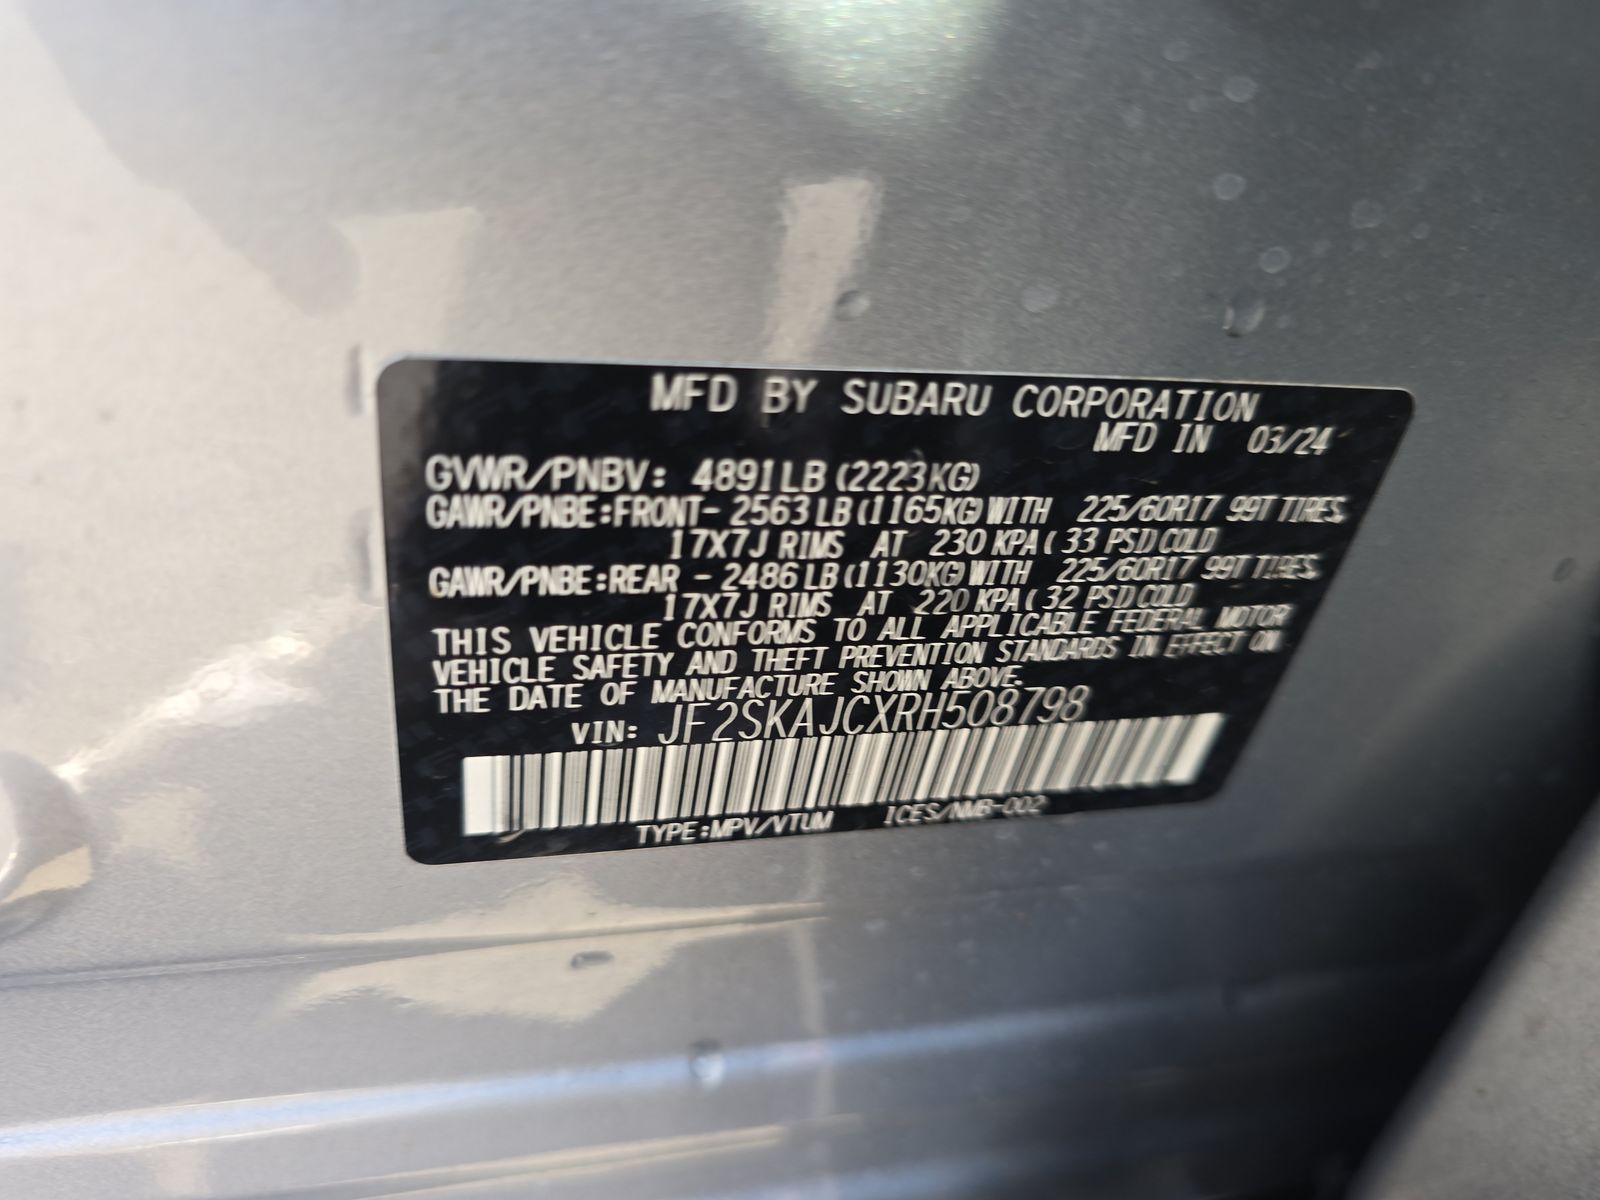 MFD BY SUBARU CORPORATION
MFD IN 03/24
GVWR/PNBV: 4891LB (2223KG)
GAWR/PNBE:FRONT- 2563LB(1165KG)WITH 225/60R17 99T TIRES,
17X7J RIMS AT 230 KPA( 33 PSI)COLD
GAWR/PNBE:REAR - 2486LB(1130KG)WITH 225/60R17 99T TIRES,
17X7J RIMS AT 220 KPA( 32 PSI)COLD
THIS VEHICLE CONFORMS TO ALL APPLICABLE FEDERAL MOTOR
VEHICLE SAFETY AND THEFT PREVENTION STANDARDS IN EFFECT ON
THE DATE OF MANUFACTURE SHOWN ABOVE.
VIN: JF2SKAJCXRH508798
TYPE:MPV/VTUM ICES/NMB-002